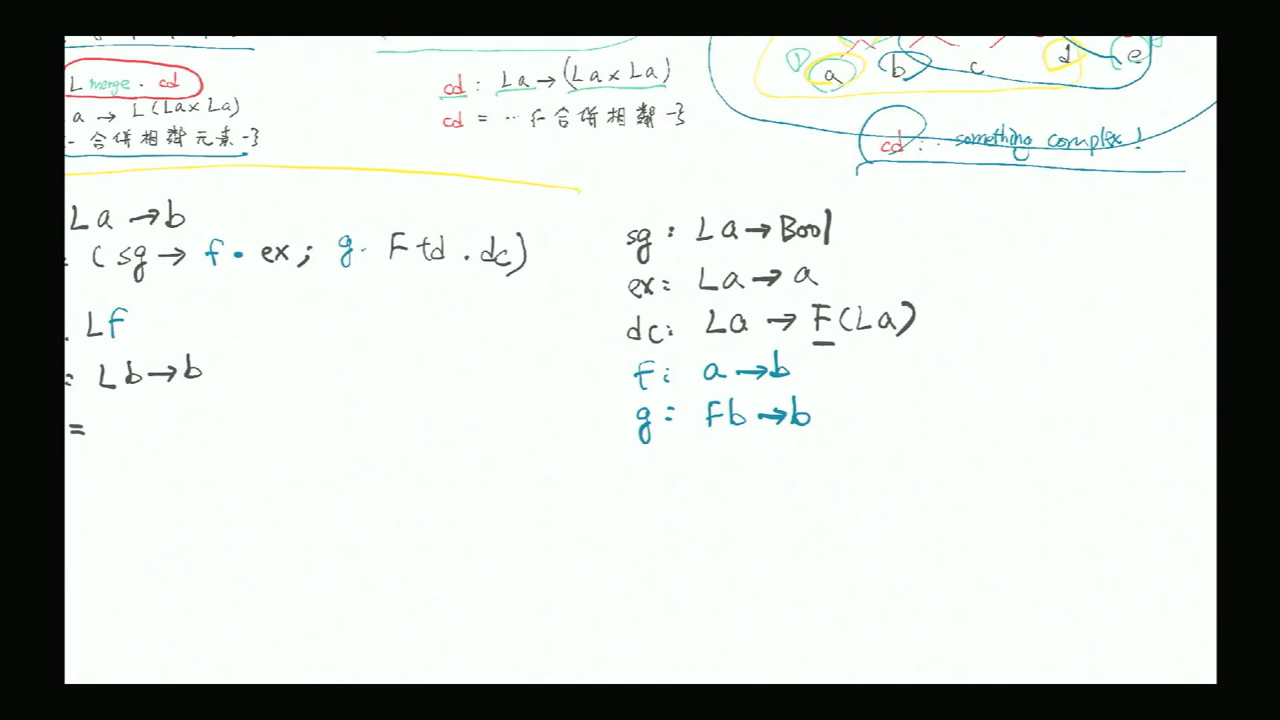 L merge . cd
a → L(La×La)
合併相鄰元素 -}
cd : La → (La × La)
cd = … {- 合併相鄰 -}
a b c d e
cd : something complex!
La → b
= (sg → f . ex ; g . F td . dc)
. Lf
: Lb → b
=
sg : La → Bool
ex : La → a
dc : La → F(La)
f : a → b
g : Fb → b